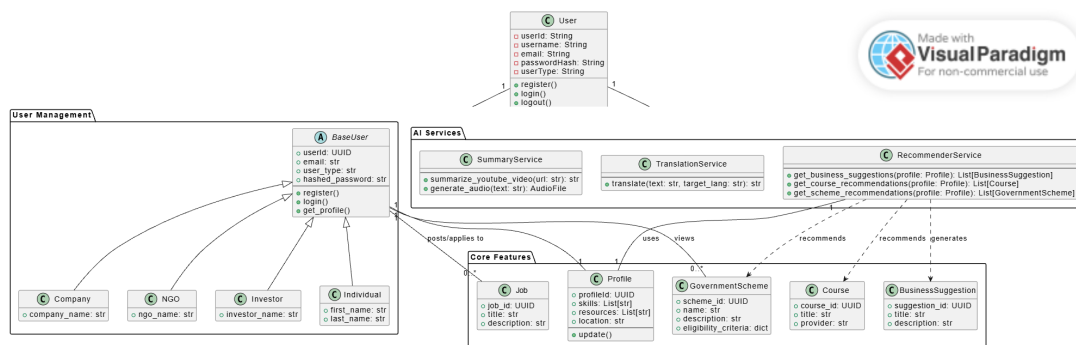 C User
userId: String
username: String
email: String
passwordHash: String
userType: String
register()
login()
logout()
1
1
Made with
Visual Paradigm
For non-commercial use
User Management
A BaseUser
userId: UUID
email: str
user_type: str
hashed_password: str
register()
login()
get_profile()
C Company
company_name: str
C NGO
ngo_name: str
C Investor
investor_name: str
C Individual
first_name: str
last_name: str
AI Services
C SummaryService
summarize_youtube_video(url: str): str
generate_audio(text: str): AudioFile
C TranslationService
translate(text: str, target_lang: str): str
C RecommenderService
get_business_suggestions(profile: Profile): List[BusinessSuggestion]
get_course_recommendations(profile: Profile): List[Course]
get_scheme_recommendations(profile: Profile): List[GovernmentScheme]
1
1
1
posts/applies to
uses
views
recommends
recommends
generates
0..*
1
1
0..*
Core Features
C Job
job_id: UUID
title: str
description: str
C Profile
profileId: UUID
skills: List[str]
resources: List[str]
location: str
update()
C GovernmentScheme
scheme_id: UUID
name: str
description: str
eligibility_criteria: dict
C Course
course_id: UUID
title: str
provider: str
C BusinessSuggestion
suggestion_id: UUID
title: str
description: str